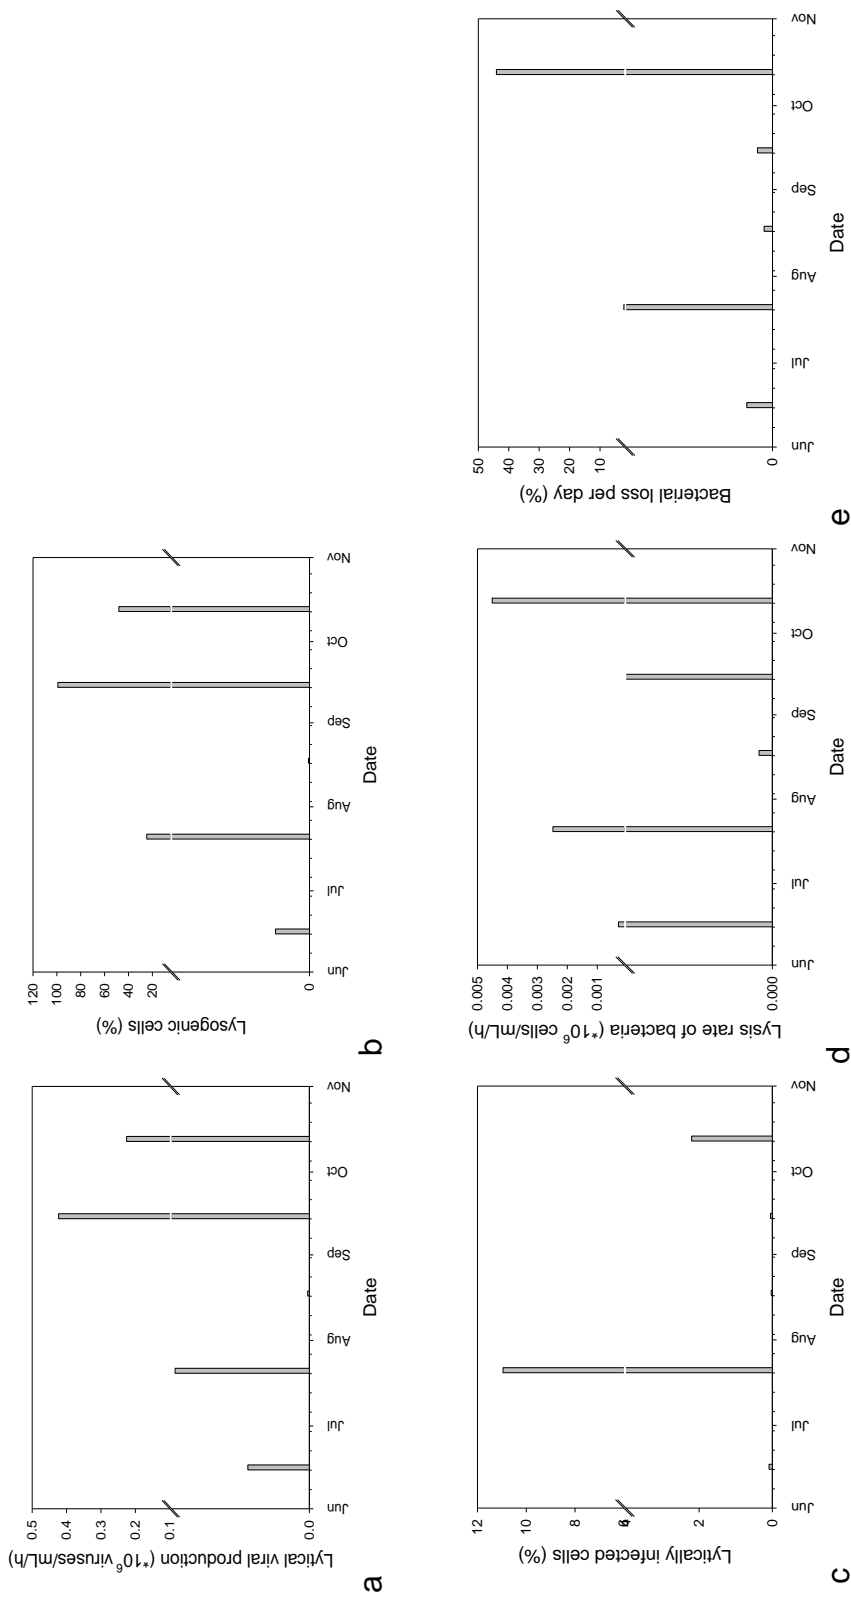 a
Lytical viral production (*10⁶ viruses/mL/h)
0.5
0.4
0.3
0.2
0.1
0.0
Jun
Jul
Aug
Sep
Oct
Nov
Date
b
Lysogenic cells (%)
120
100
80
60
40
20
0
Jun
Jul
Aug
Sep
Oct
Nov
Date
c
Lytically infected cells (%)
12
10
8
6
4
2
0
Jun
Jul
Aug
Sep
Oct
Nov
Date
d
Lysis rate of bacteria (*10⁶ cells/mL/h)
0.005
0.004
0.003
0.002
0.001
0.000
Jun
Jul
Aug
Sep
Oct
Nov
Date
e
Bacterial loss per day (%)
50
40
30
20
10
0
Jun
Jul
Aug
Sep
Oct
Nov
Date